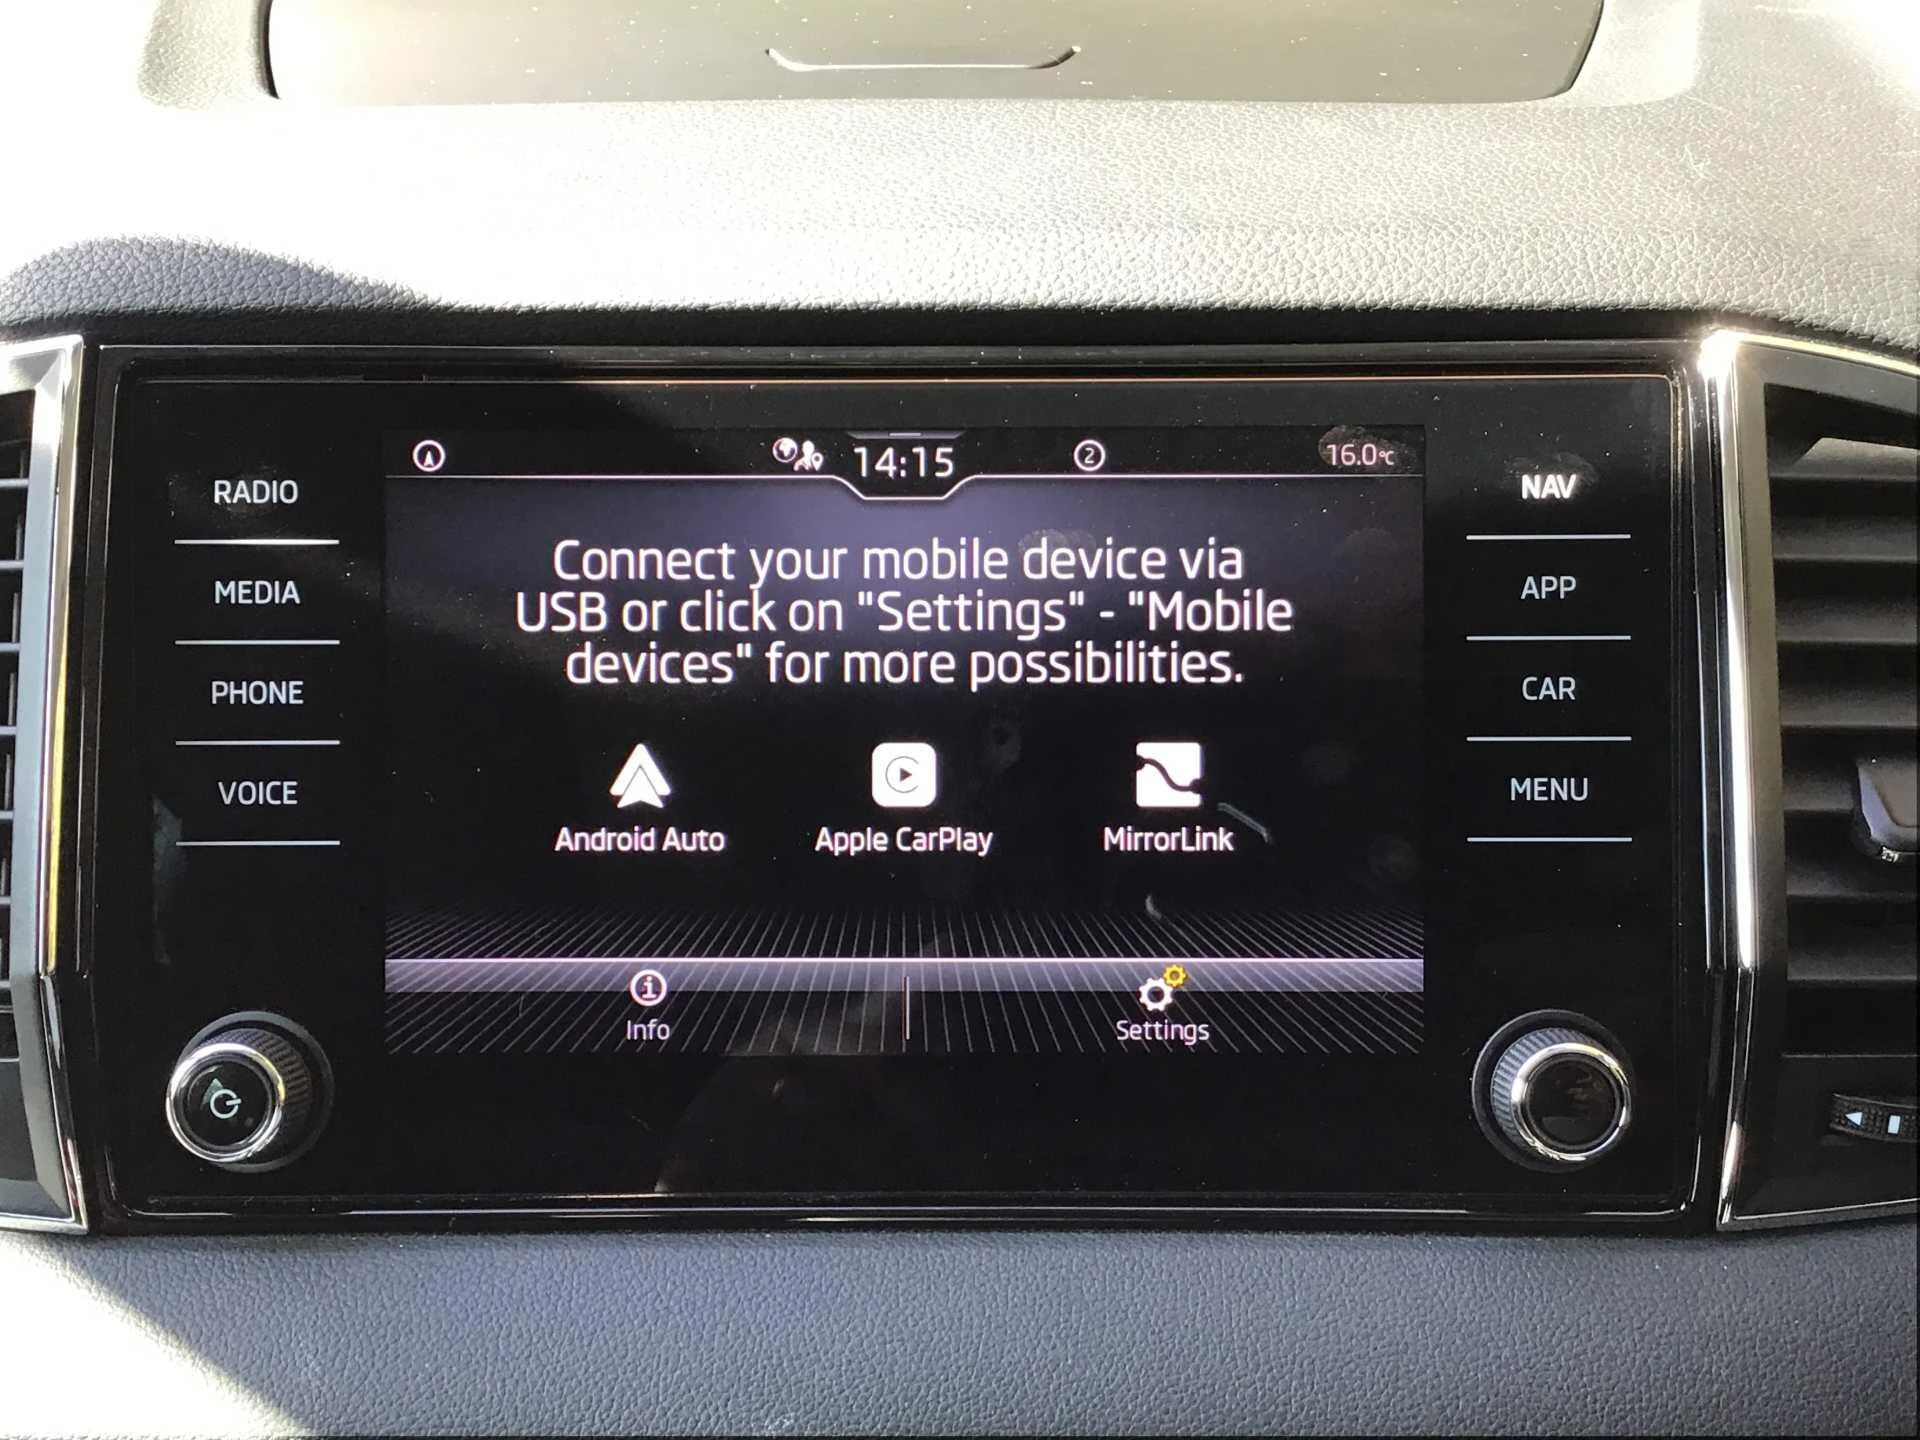 14:15
2
16.0°C
RADIO
MEDIA
PHONE
VOICE
Connect your mobile device via
USB or click on "Settings" - "Mobile
devices" for more possibilities.
Android Auto
Apple CarPlay
MirrorLink
Info
Settings
NAV
APP
CAR
MENU